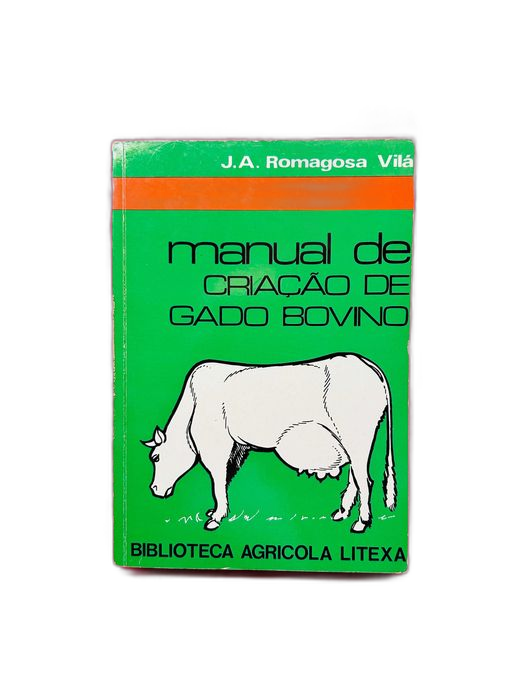 J.A. Romagosa Vilá
manual de
CRIAÇÃO DE
GADO BOVINO
BIBLIOTECA AGRICOLA LITEXA